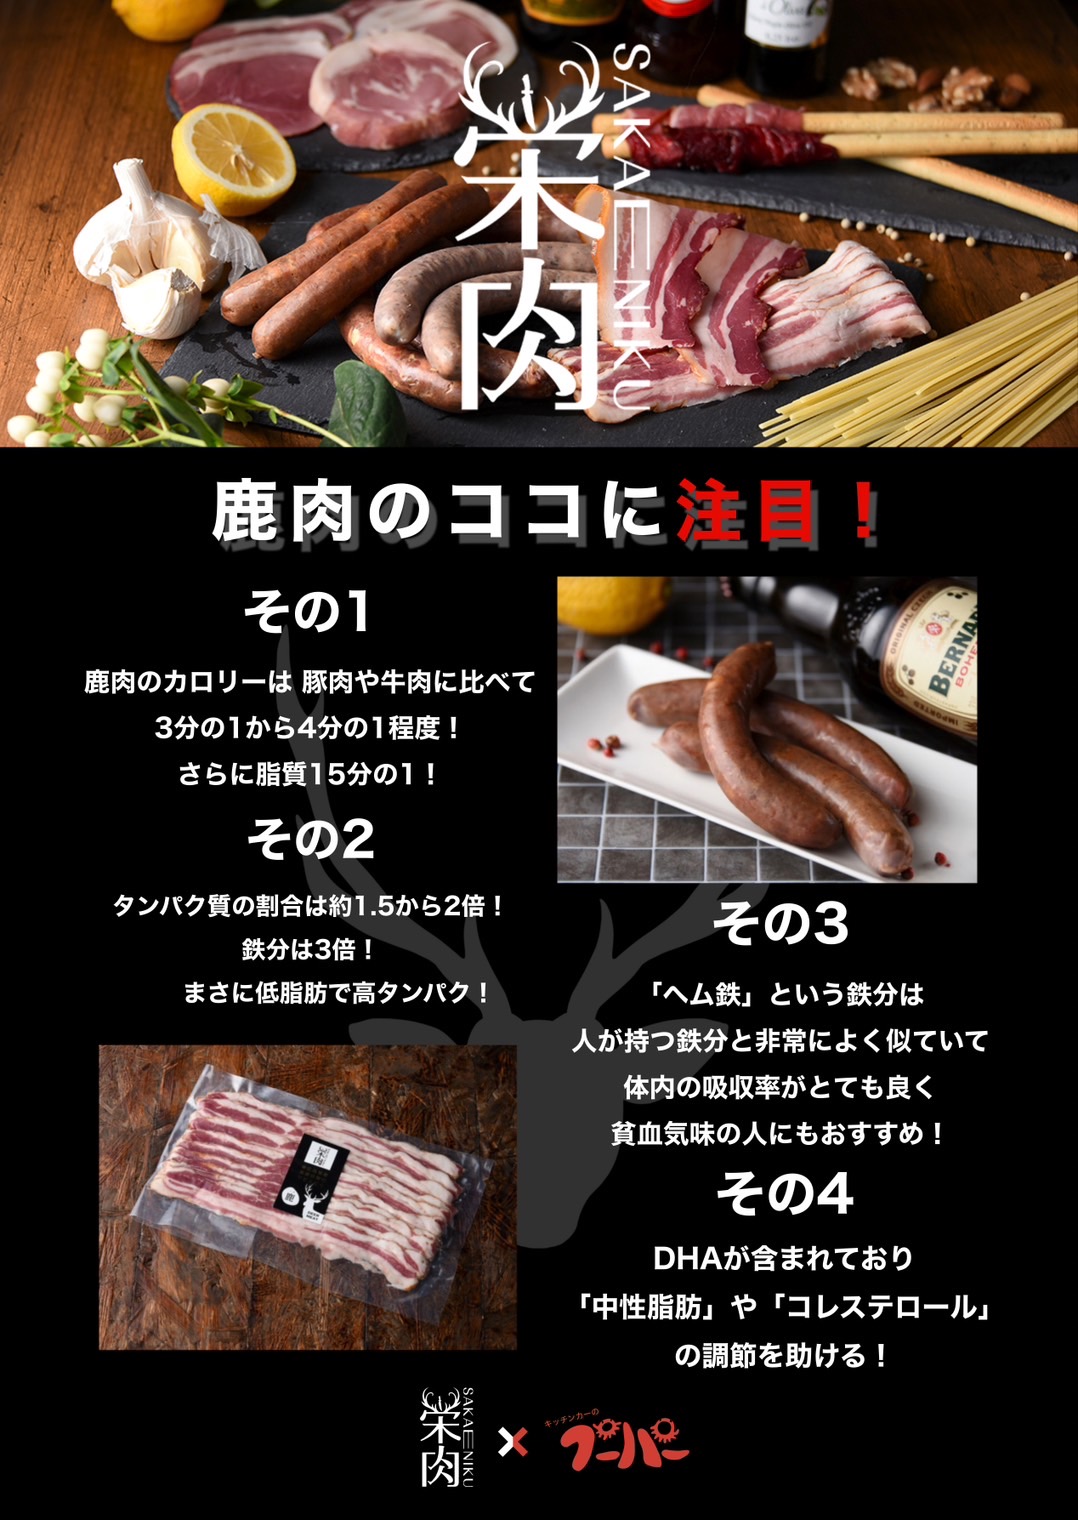 栄肉
SAKAENIKU
鹿肉のココに注目！
その1
鹿肉のカロリーは 豚肉や牛肉に比べて
3分の1から4分の1程度！
さらに脂質15分の1！
その2
タンパク質の割合は約1.5から2倍！
鉄分は3倍！
まさに低脂肪で高タンパク！
ORIGINAL CZECH
BERNA
BOHE
IMPORTED
その3
「ヘム鉄」という鉄分は
人が持つ鉄分と非常によく似ていて
体内の吸収率がとても良く
貧血気味の人にもおすすめ！
栄肉
鹿
その4
DHAが含まれており
「中性脂肪」や「コレステロール」
の調節を助ける！
栄肉
SAKAENIKU
×
キッチンカーの
ブーバー